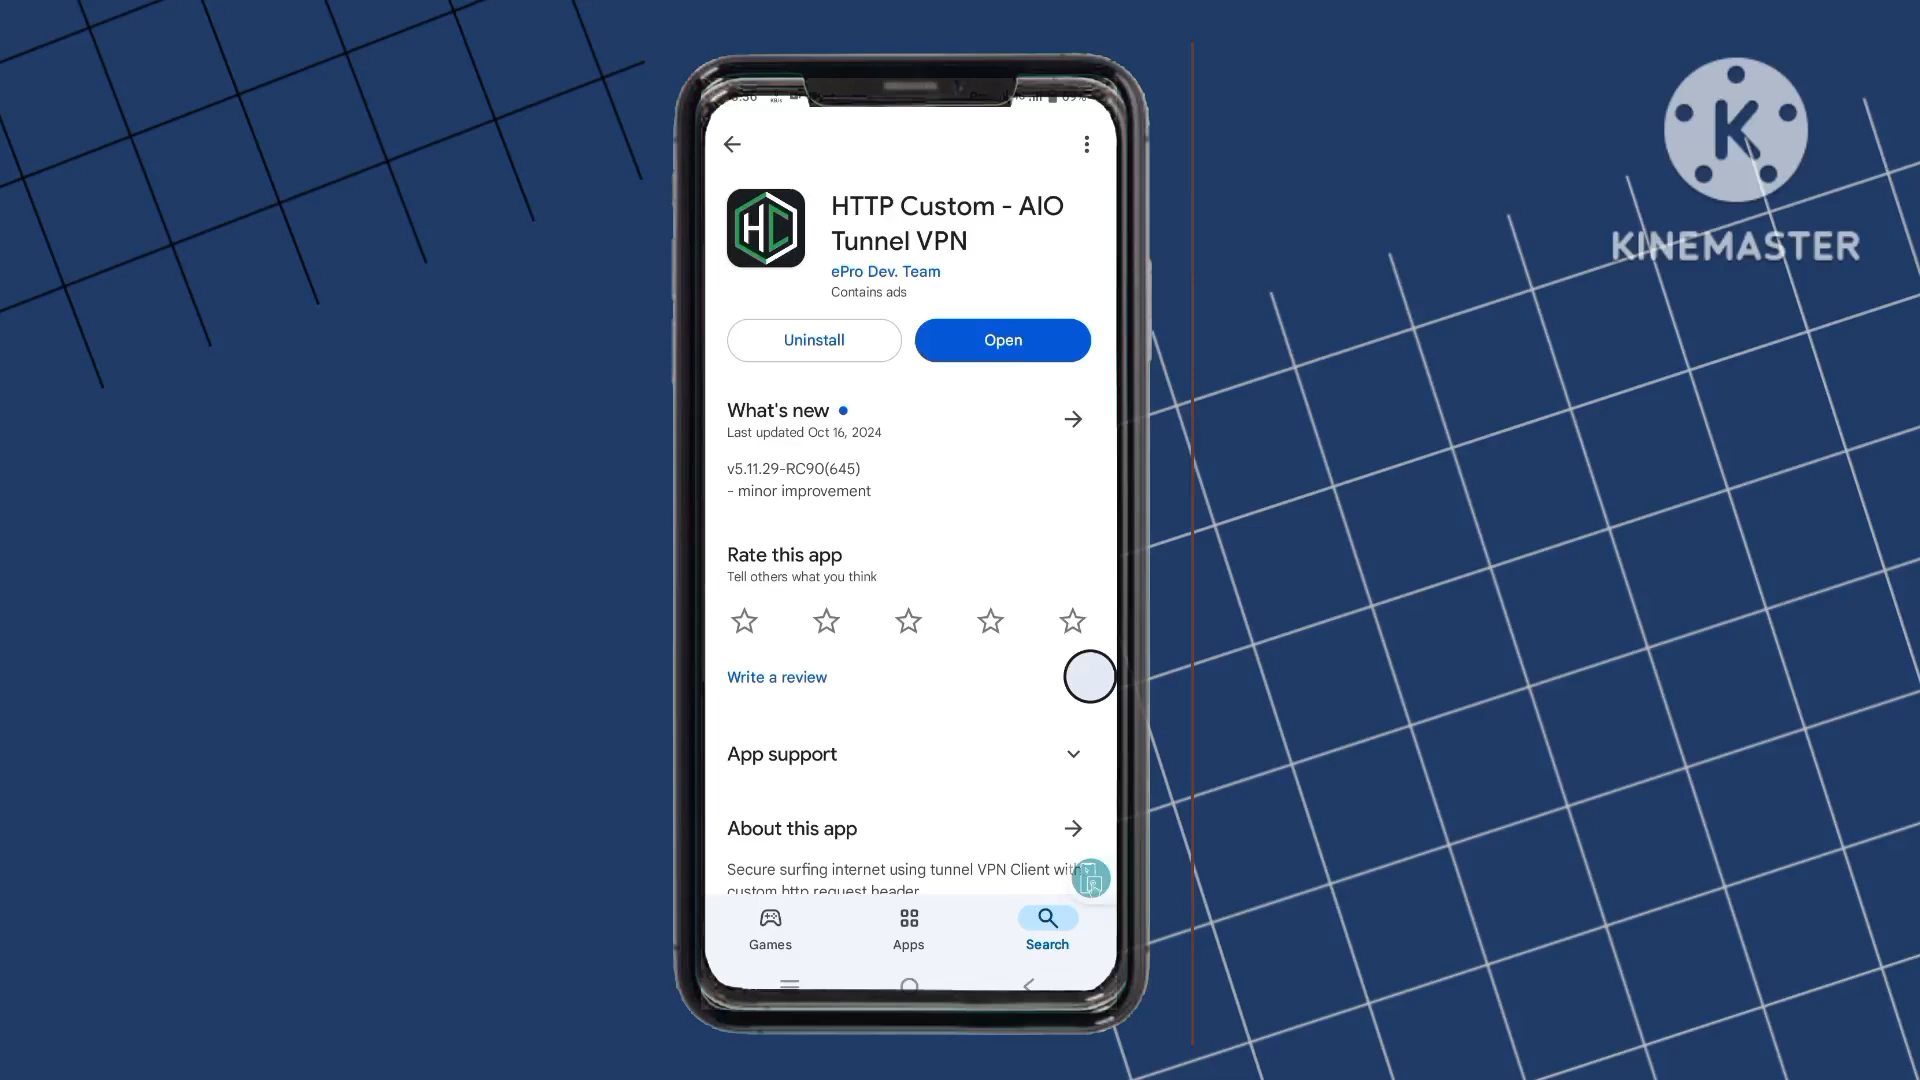 KINEMASTER
HTTP Custom - AIO
Tunnel VPN
ePro Dev. Team
Contains ads
Uninstall
Open
What's new
Last updated Oct 16, 2024
v5.11.29-RC90(645)
- minor improvement
Rate this app
Tell others what you think
Write a review
App support
About this app
Secure surfing internet using tunnel VPN Client with
custom http request header
Games
Apps
Search